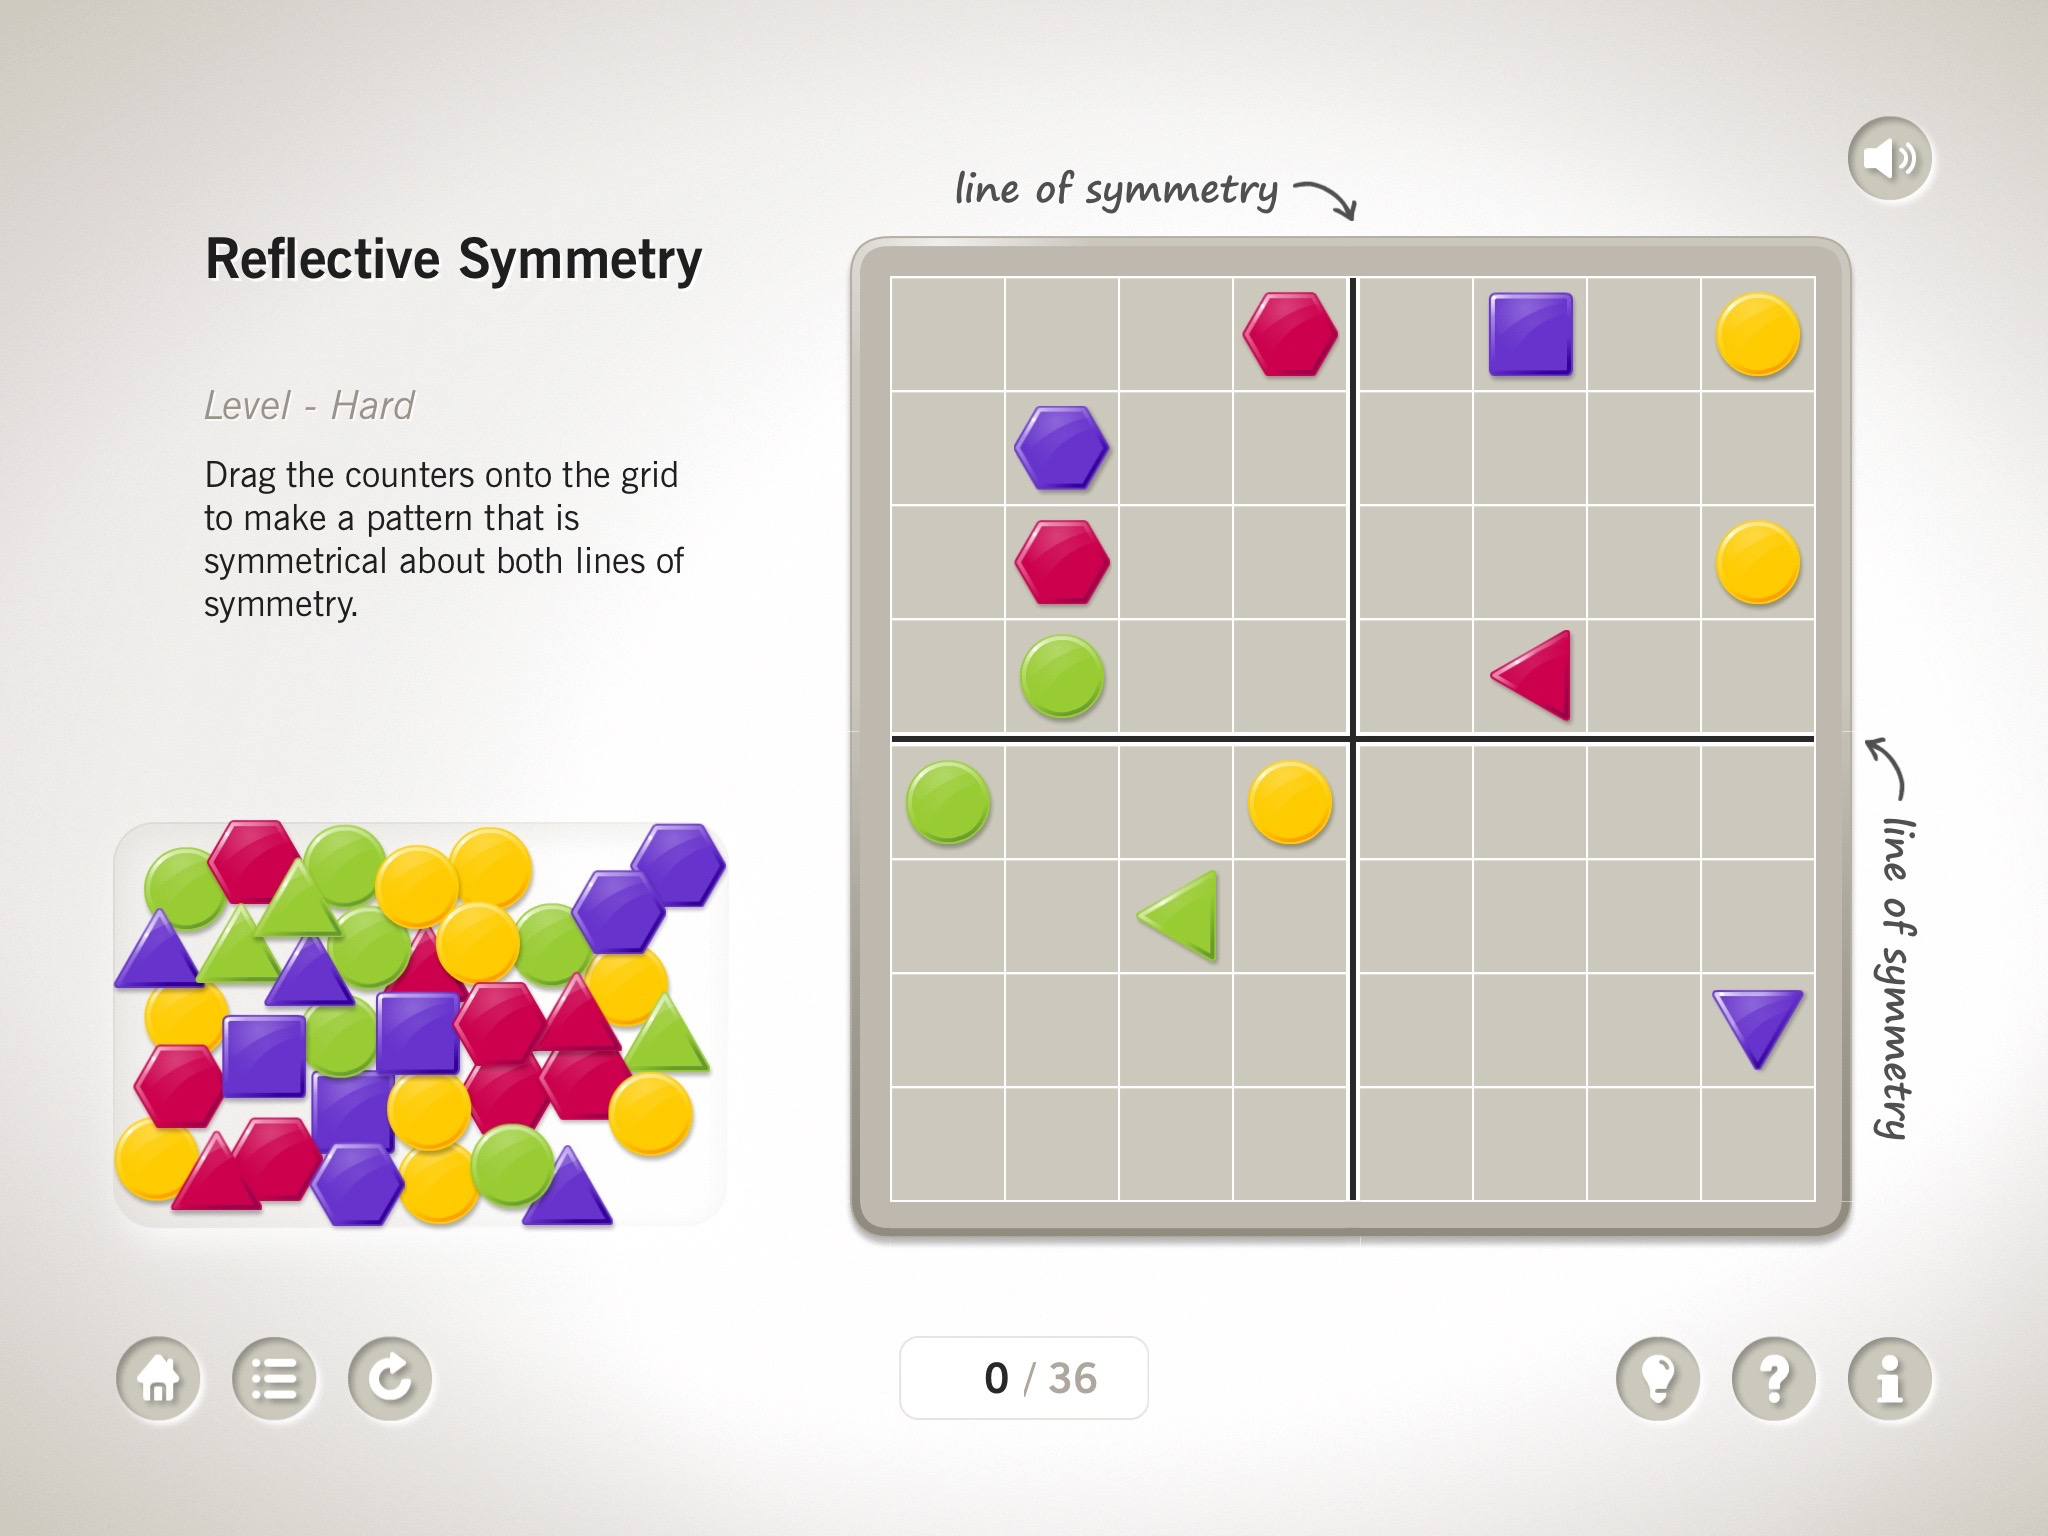 line of symmetry
Reflective Symmetry
Level - Hard
Drag the counters onto the grid
to make a pattern that is
symmetrical about both lines of
symmetry.
line of symmetry
0 / 36